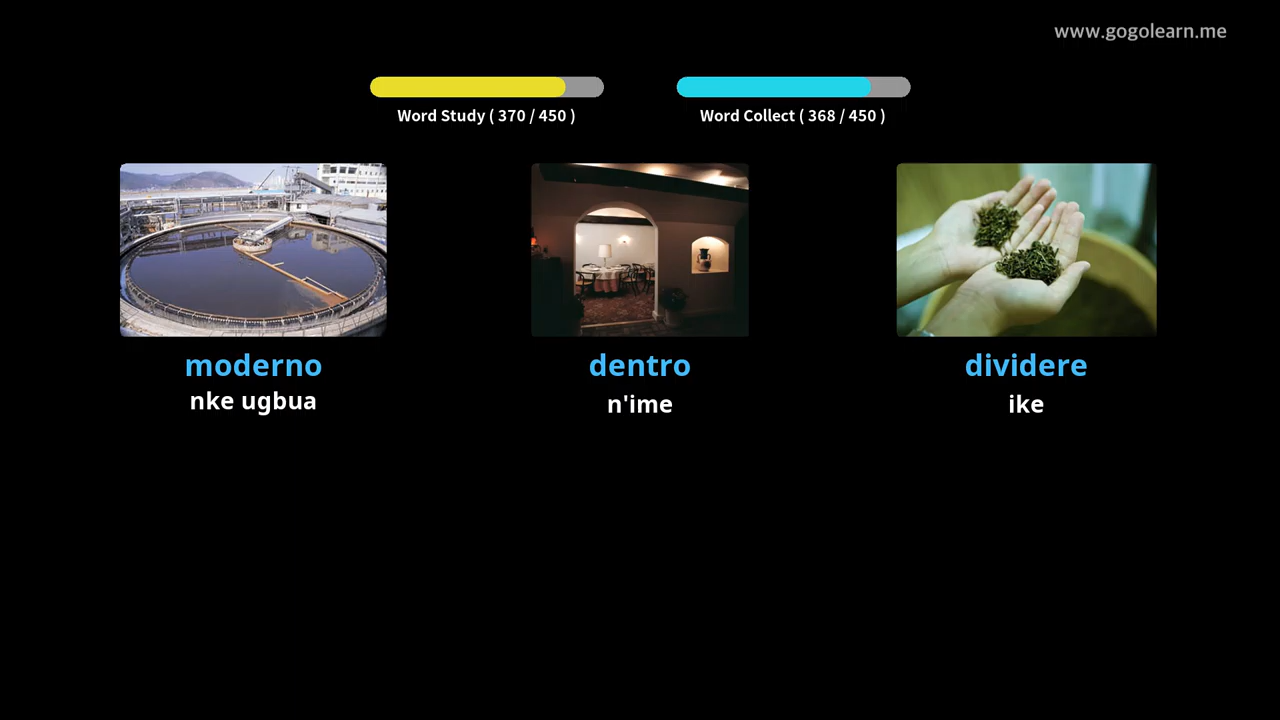 www.gogolearn.me
Word Study ( 370 / 450 )
Word Collect ( 368 / 450 )
moderno
nke ugbua
dentro
n'ime
dividere
ike